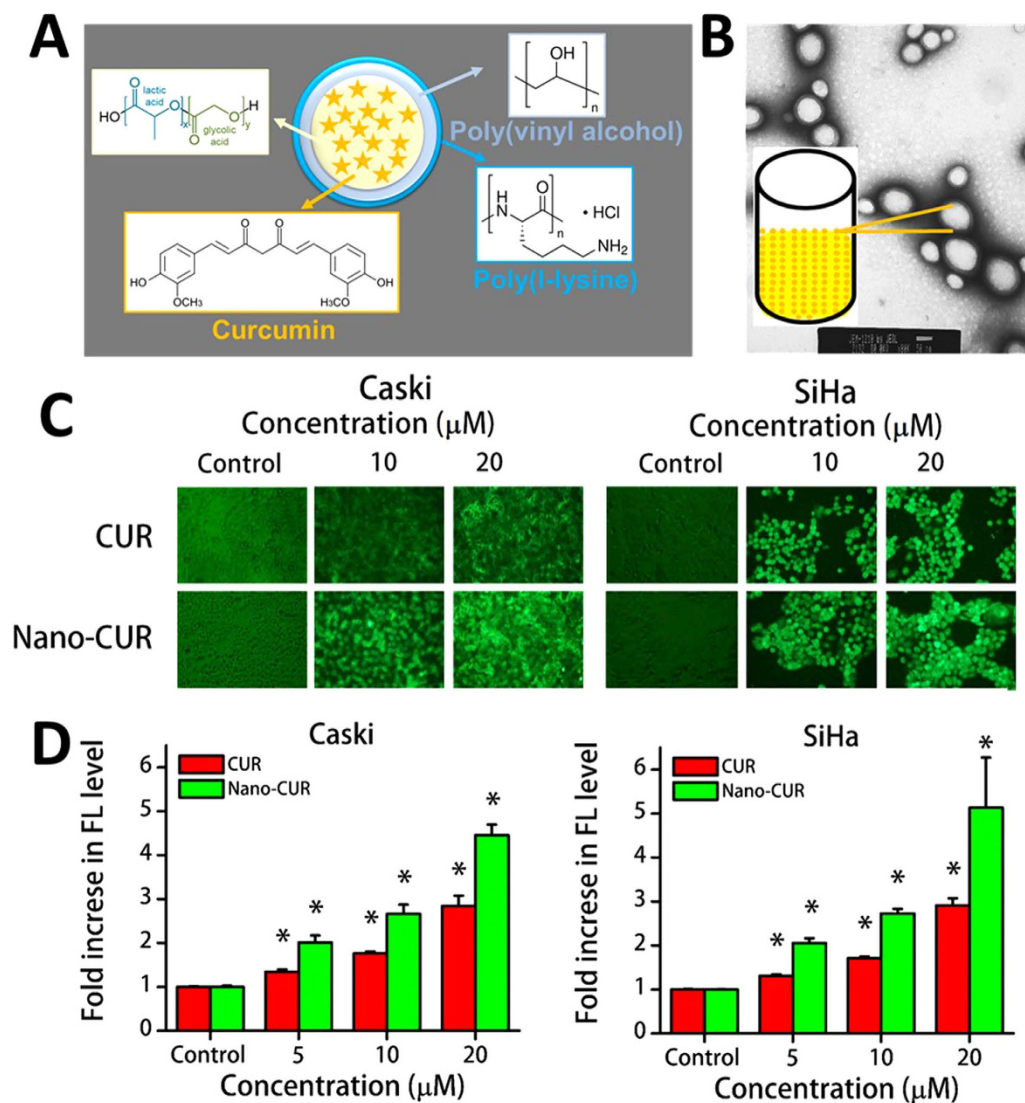 A
HO
O
lactic
acid
O
x
O
glycolic
acid
O
H
y
OH
n
Poly(vinyl alcohol)
O
N
H
n
• HCl
NH2
Poly(l-lysine)
O
O
HO
OCH3
OH
H3CO
Curcumin
B
JEM-1210 by JEOL
C
Caski
Concentration (μM)
Control
10
20
SiHa
Concentration (μM)
Control
10
20
CUR
Nano-CUR
D
Caski
CUR
Nano-CUR
Fold increse in FL level
6
5
4
3
2
1
0
* * * * * *
Control
5
10
20
Concentration (μM)
SiHa
CUR
Nano-CUR
Fold increse in FL level
6
5
4
3
2
1
0
* * * * * *
Control
5
10
20
Concentration (μM)